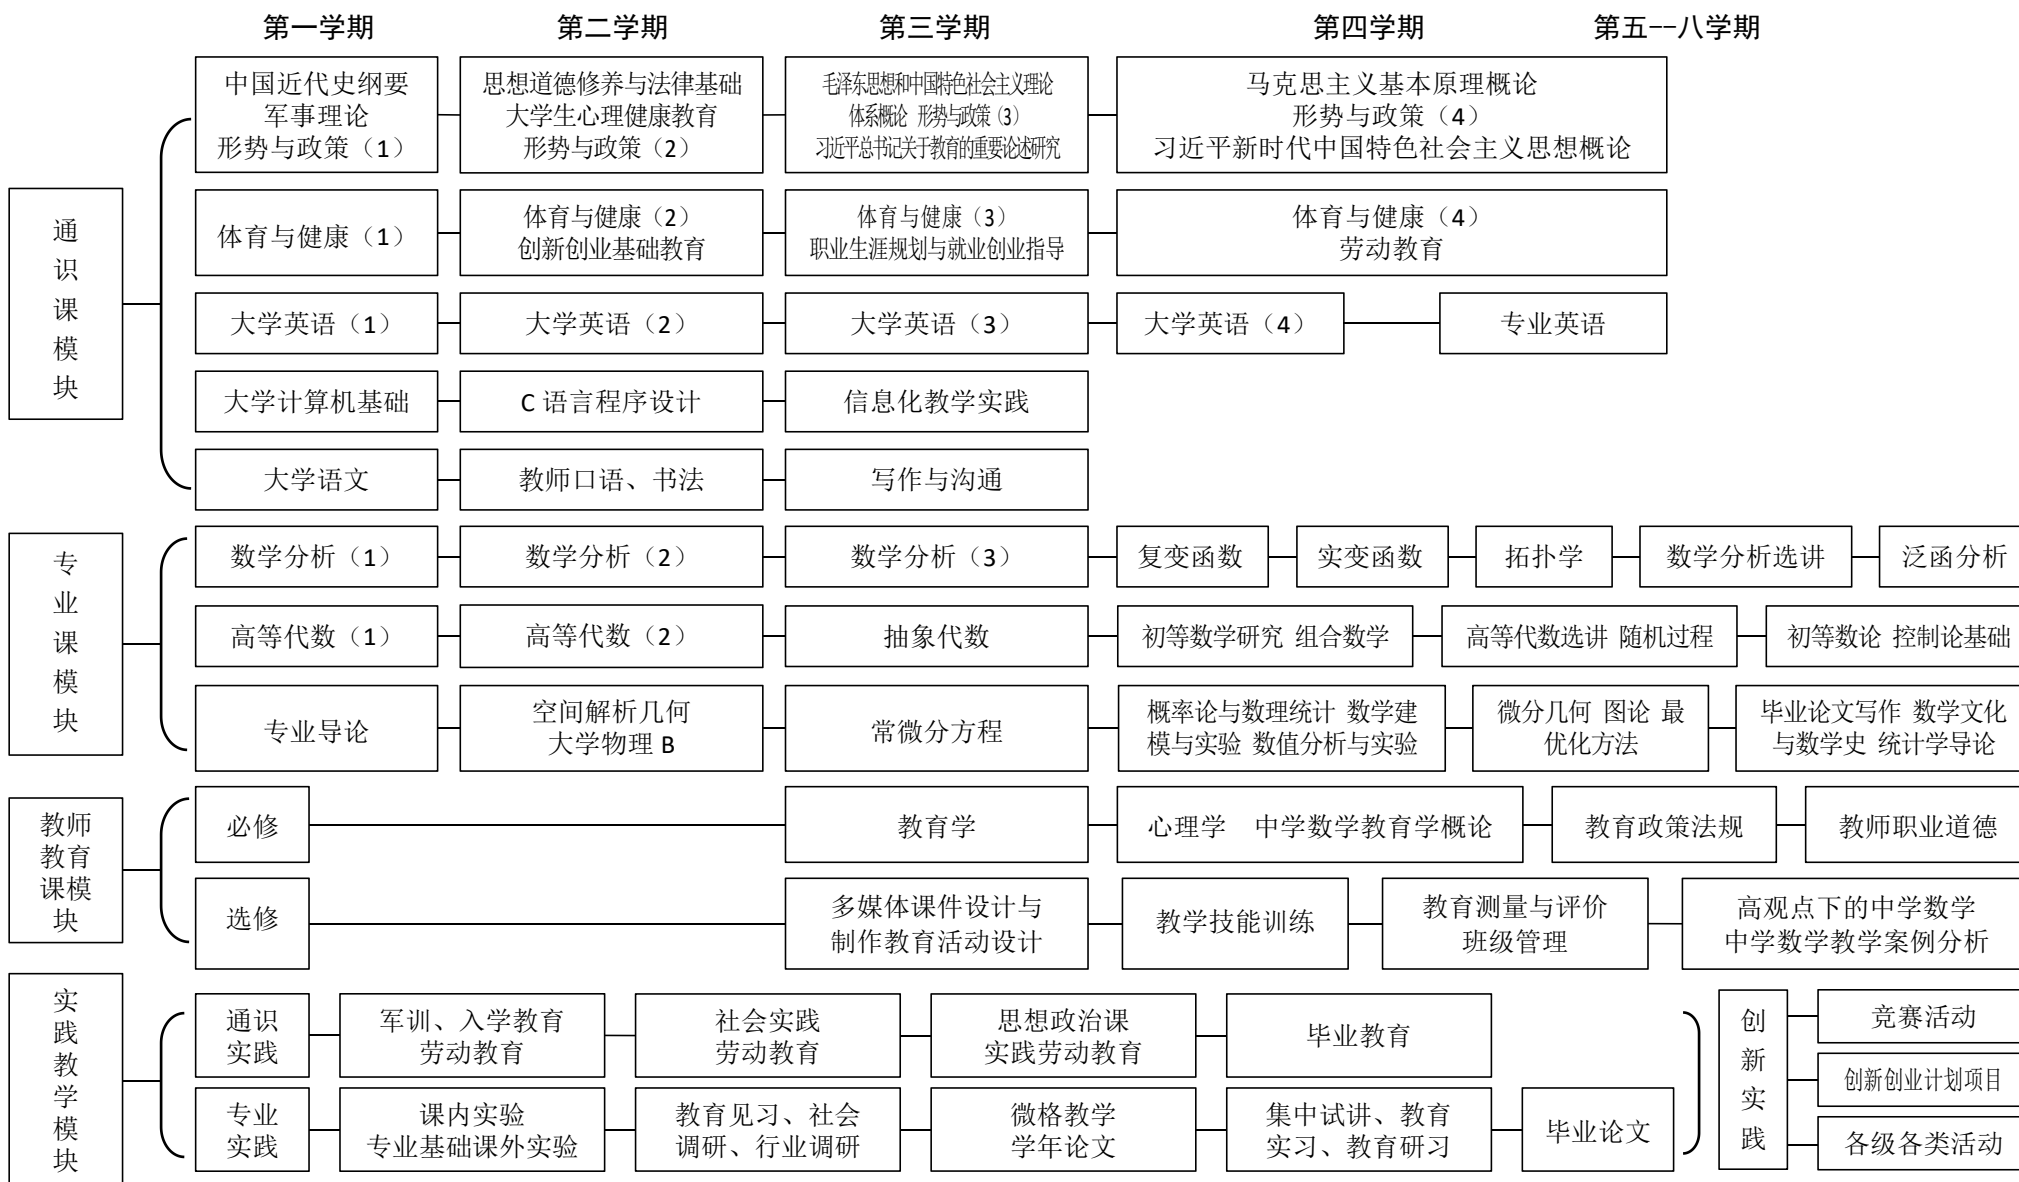 第一学期 第二学期 第三学期 第四学期 第五--八学期
通识课模块
中国近代史纲要
军事理论
形势与政策（1）
思想道德修养与法律基础
大学生心理健康教育
形势与政策（2）
毛泽东思想和中国特色社会主义理论
体系概论 形势与政策（3）
习近平总书记关于教育的重要论述研究
马克思主义基本原理概论
形势与政策（4）
习近平新时代中国特色社会主义思想概论
体育与健康（1）
体育与健康（2）
创新创业基础教育
体育与健康（3）
职业生涯规划与就业创业指导
体育与健康（4）
劳动教育
大学英语（1）
大学英语（2）
大学英语（3）
大学英语（4）
专业英语
大学计算机基础
C 语言程序设计
信息化教学实践
大学语文
教师口语、书法
写作与沟通
专业课模块
数学分析（1）
数学分析（2）
数学分析（3）
复变函数
实变函数
拓扑学
数学分析选讲
泛函分析
高等代数（1）
高等代数（2）
抽象代数
初等数学研究 组合数学
高等代数选讲 随机过程
初等数论 控制论基础
专业导论
空间解析几何
大学物理 B
常微分方程
概率论与数理统计 数学建
模与实验 数值分析与实验
微分几何 图论 最
优化方法
毕业论文写作 数学文化
与数学史 统计学导论
教师
教育
课模
块
必修
教育学
心理学 中学数学教育学概论
教育政策法规
教师职业道德
选修
多媒体课件设计与
制作教育活动设计
教学技能训练
教育测量与评价
班级管理
高观点下的中学数学
中学数学教学案例分析
实践教学模块
通识
实践
军训、入学教育
劳动教育
社会实践
劳动教育
思想政治课
实践劳动教育
毕业教育
专业
实践
课内实验
专业基础课外实验
教育见习、社会
调研、行业调研
微格教学
学年论文
集中试讲、教育
实习、教育研习
毕业论文
创新实践
竞赛活动
创新创业计划项目
各级各类活动